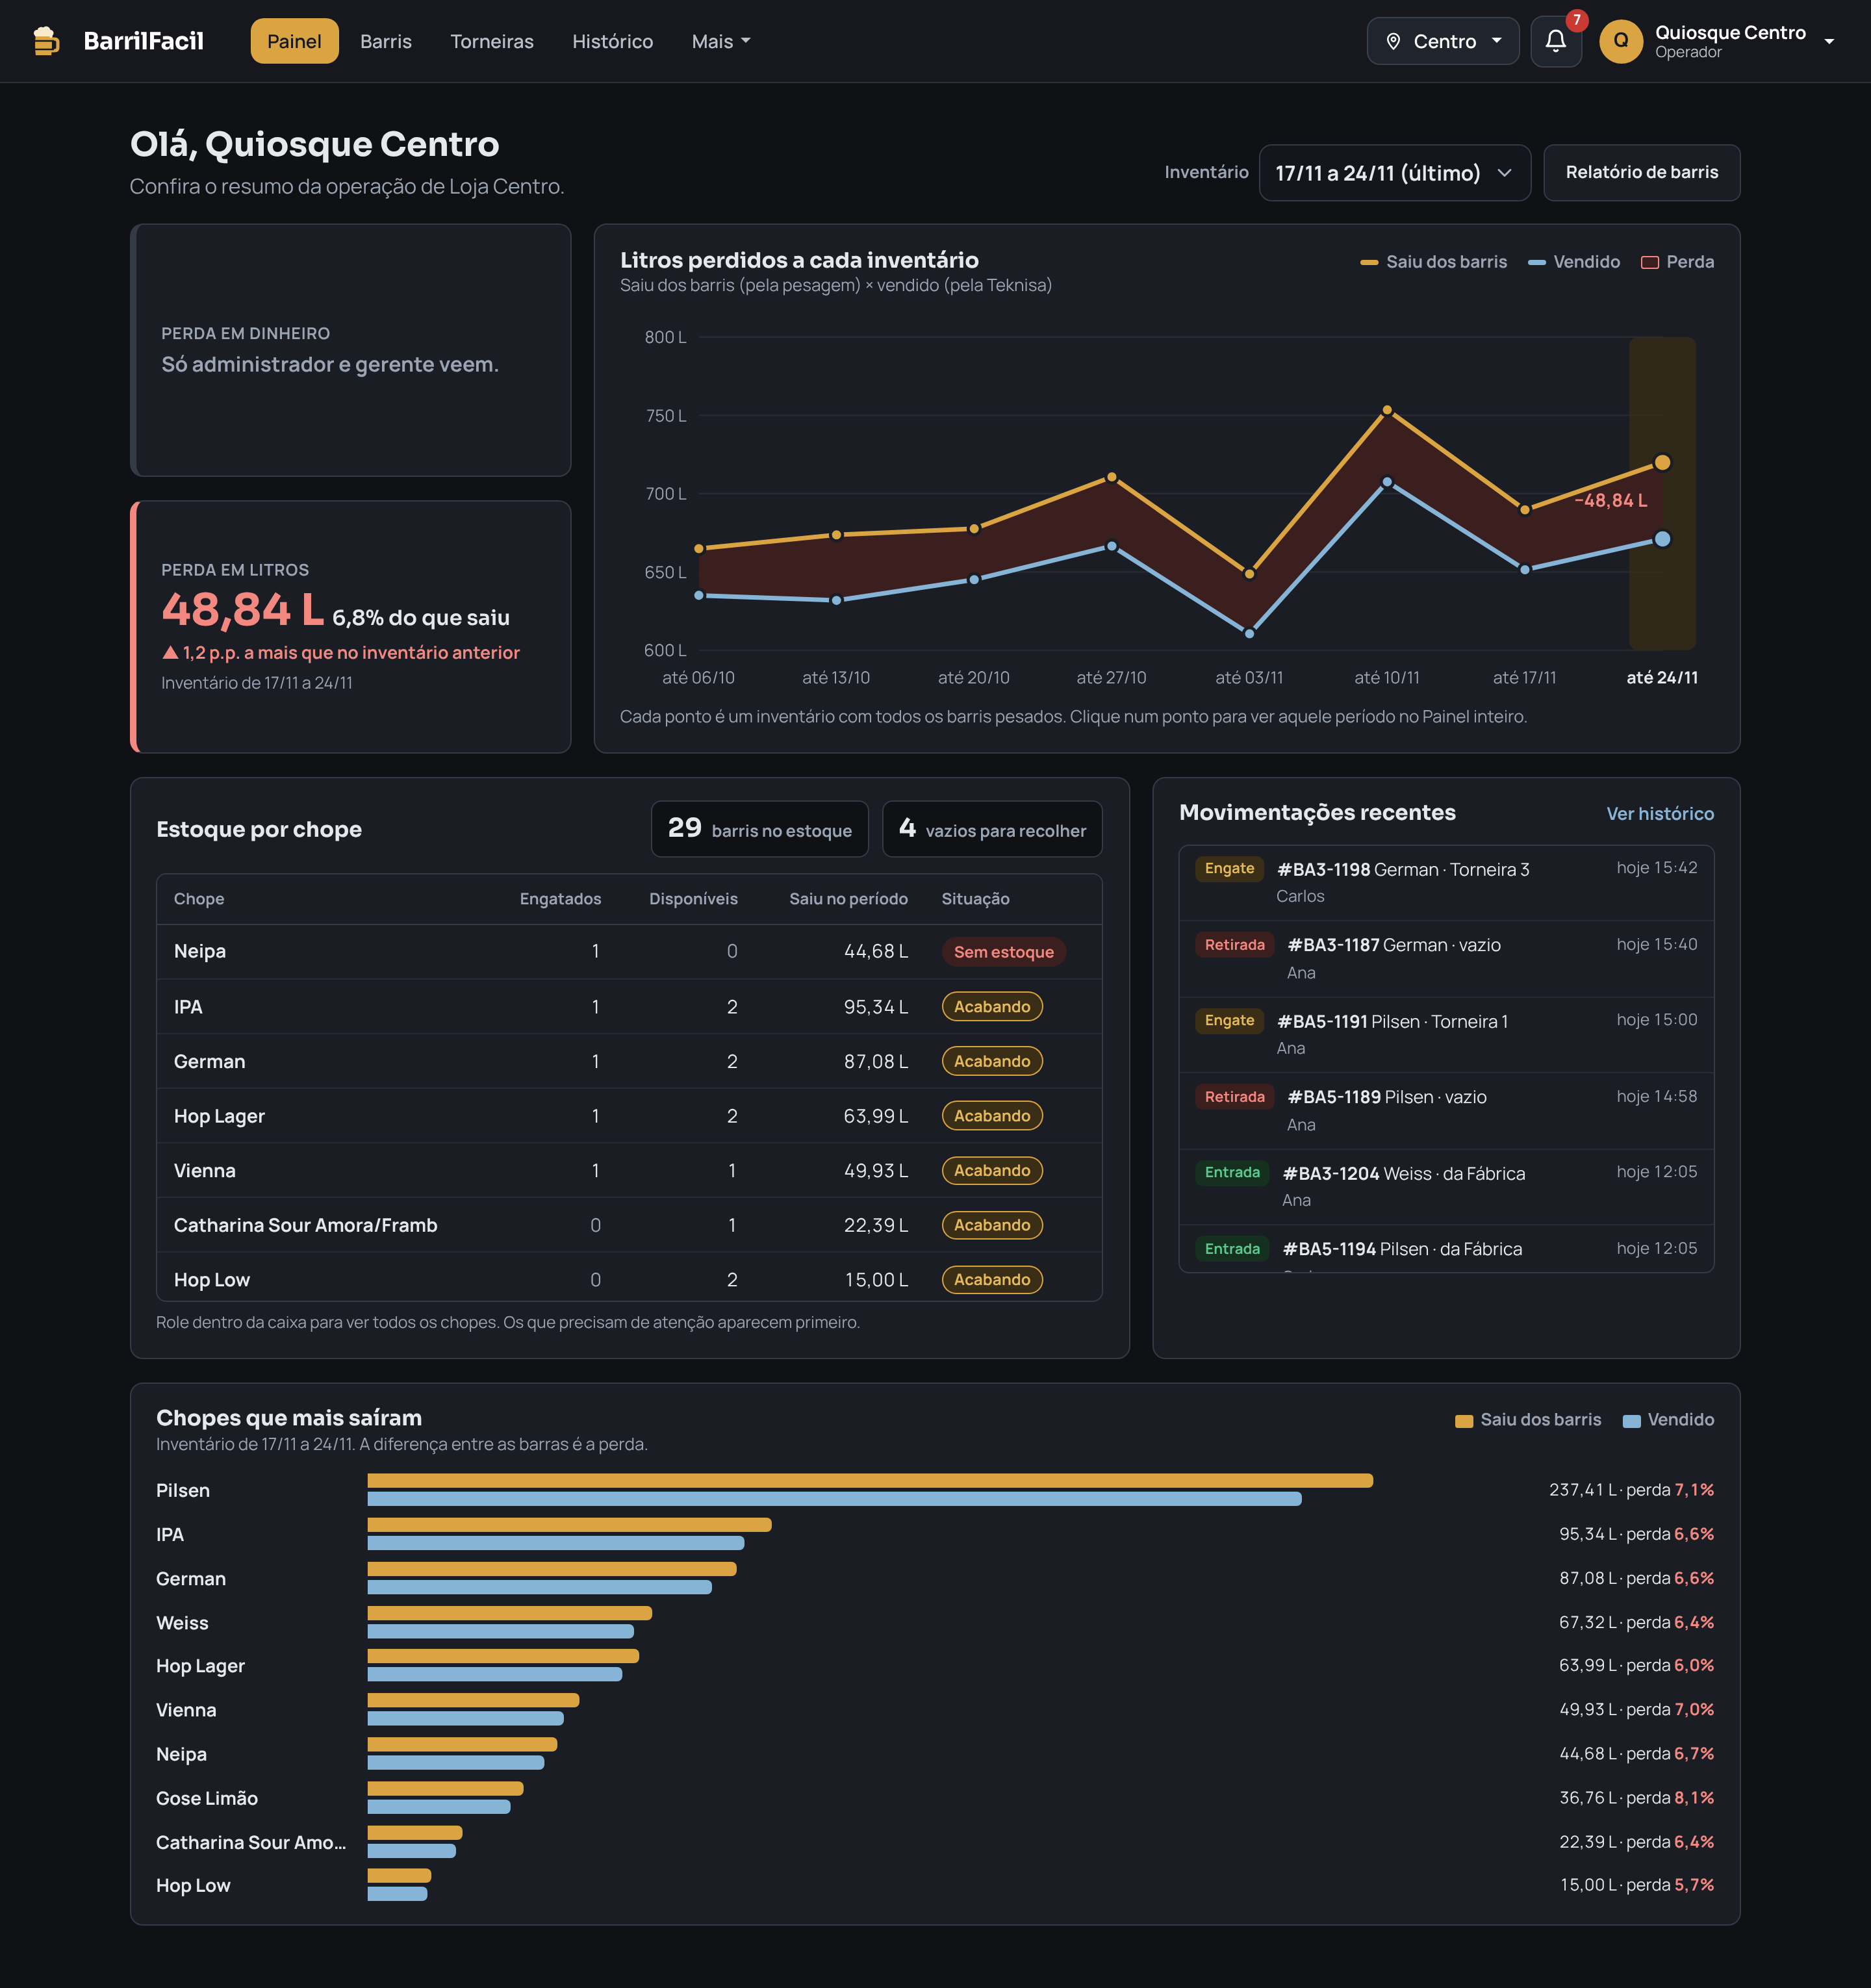 BarrilFacil
Painel
Barris
Torneiras
Histórico
Mais
Centro
7
Q
Quiosque Centro
Operador
Olá, Quiosque Centro
Confira o resumo da operação de Loja Centro.
Inventário
17/11 a 24/11 (último)
Relatório de barris
PERDA EM DINHEIRO
Só administrador e gerente veem.
PERDA EM LITROS
48,84 L 6,8% do que saiu
▲ 1,2 p.p. a mais que no inventário anterior
Inventário de 17/11 a 24/11
Litros perdidos a cada inventário
Saiu dos barris (pela pesagem) × vendido (pela Teknisa)
Saiu dos barris
Vendido
Perda
800 L
750 L
700 L
650 L
600 L
−48,84 L
até 06/10
até 13/10
até 20/10
até 27/10
até 03/11
até 10/11
até 17/11
até 24/11
Cada ponto é um inventário com todos os barris pesados. Clique num ponto para ver aquele período no Painel inteiro.
Estoque por chope
29 barris no estoque
4 vazios para recolher
Chope Engatados Disponíveis Saiu no período Situação
Neipa 1 0 44,68 L Sem estoque
IPA 1 2 95,34 L Acabando
German 1 2 87,08 L Acabando
Hop Lager 1 2 63,99 L Acabando
Vienna 1 1 49,93 L Acabando
Catharina Sour Amora/Framb 0 1 22,39 L Acabando
Hop Low 0 2 15,00 L Acabando
Role dentro da caixa para ver todos os chopes. Os que precisam de atenção aparecem primeiro.
Movimentações recentes
Ver histórico
Engate #BA3-1198 German · Torneira 3 hoje 15:42
Carlos
Retirada #BA3-1187 German · vazio hoje 15:40
Ana
Engate #BA5-1191 Pilsen · Torneira 1 hoje 15:00
Ana
Retirada #BA5-1189 Pilsen · vazio hoje 14:58
Ana
Entrada #BA3-1204 Weiss · da Fábrica hoje 12:05
Ana
Entrada #BA5-1194 Pilsen · da Fábrica hoje 12:05
Chopes que mais saíram
Inventário de 17/11 a 24/11. A diferença entre as barras é a perda.
Saiu dos barris
Vendido
Pilsen 237,41 L · perda 7,1%
IPA 95,34 L · perda 6,6%
German 87,08 L · perda 6,6%
Weiss 67,32 L · perda 6,4%
Hop Lager 63,99 L · perda 6,0%
Vienna 49,93 L · perda 7,0%
Neipa 44,68 L · perda 6,7%
Gose Limão 36,76 L · perda 8,1%
Catharina Sour Amo... 22,39 L · perda 6,4%
Hop Low 15,00 L · perda 5,7%